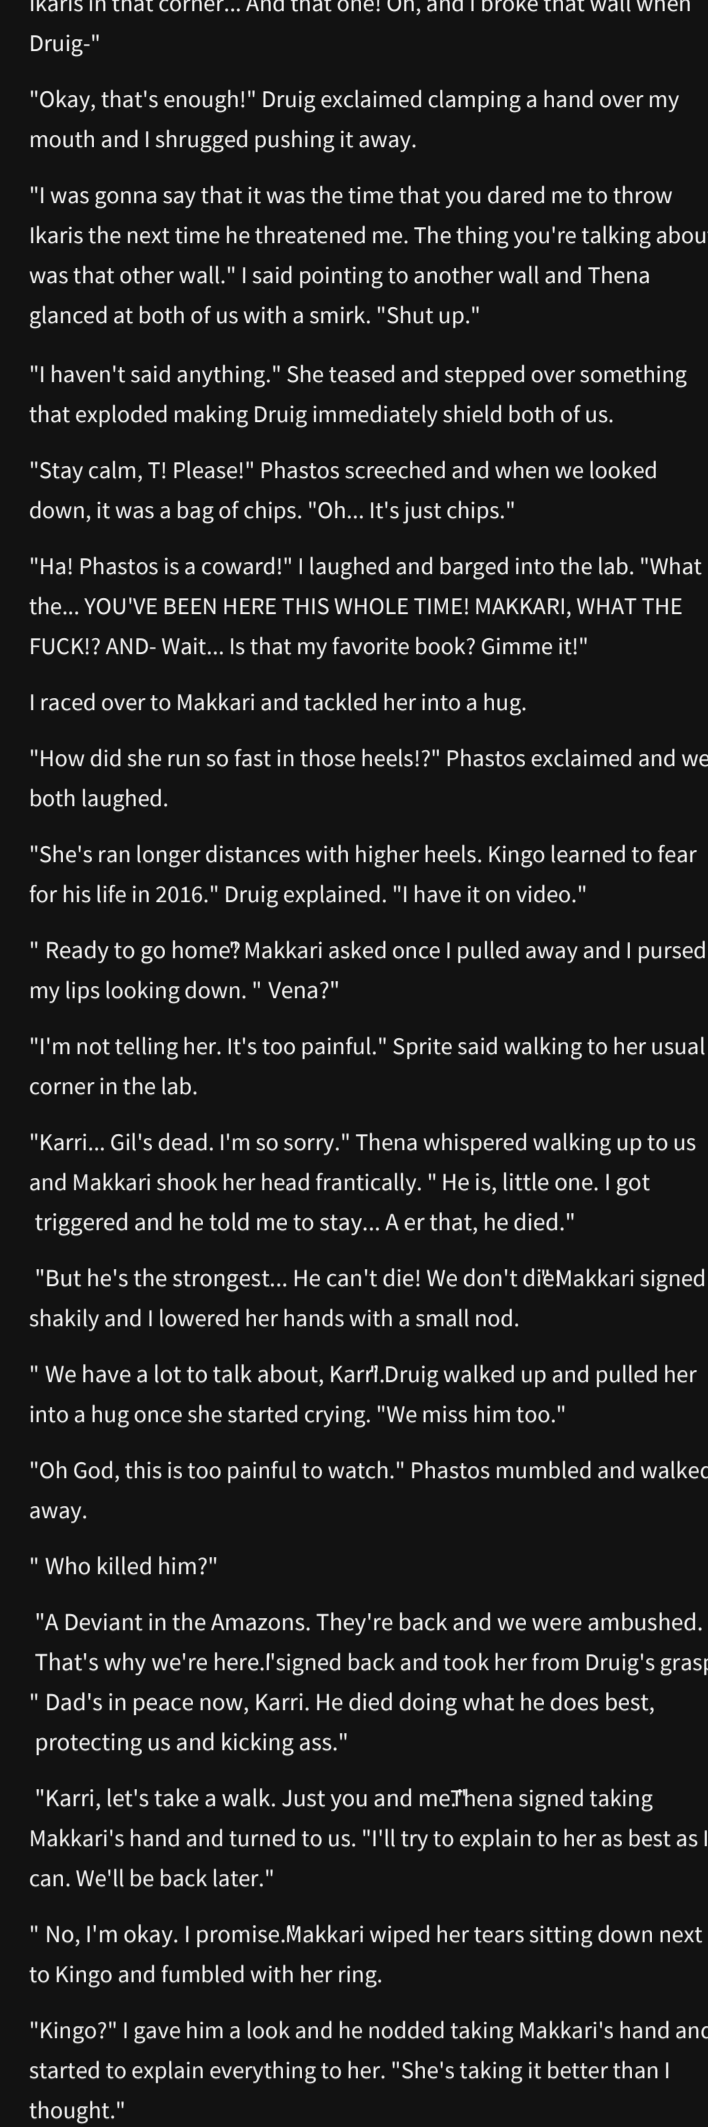 Ikaris in that corner... And that one! Oh, and I broke that wall when
Druig-"
"Okay, that's enough!" Druig exclaimed clamping a hand over my
mouth and I shrugged pushing it away.
"I was gonna say that it was the time that you dared me to throw
Ikaris the next time he threatened me. The thing you're talking about
was that other wall." I said pointing to another wall and Thena
glanced at both of us with a smirk. "Shut up."
"I haven't said anything." She teased and stepped over something
that exploded making Druig immediately shield both of us.
"Stay calm, T! Please!" Phastos screeched and when we looked
down, it was a bag of chips. "Oh... It's just chips."
"Ha! Phastos is a coward!" I laughed and barged into the lab. "What
the... YOU'VE BEEN HERE THIS WHOLE TIME! MAKKARI, WHAT THE
FUCK!? AND- Wait... Is that my favorite book? Gimme it!"
I raced over to Makkari and tackled her into a hug.
"How did she run so fast in those heels!?" Phastos exclaimed and we
both laughed.
"She's ran longer distances with higher heels. Kingo learned to fear
for his life in 2016." Druig explained. "I have it on video."
" Ready to go home?" Makkari asked once I pulled away and I pursed
my lips looking down. " Vena?"
"I'm not telling her. It's too painful." Sprite said walking to her usual
corner in the lab.
"Karri... Gil's dead. I'm so sorry." Thena whispered walking up to us
and Makkari shook her head frantically. " He is, little one. I got
triggered and he told me to stay... A er that, he died."
"But he's the strongest... He can't die! We don't die" Makkari signed
shakily and I lowered her hands with a small nod.
" We have a lot to talk about, Karri." Druig walked up and pulled her
into a hug once she started crying. "We miss him too."
"Oh God, this is too painful to watch." Phastos mumbled and walked
away.
" Who killed him?"
"A Deviant in the Amazons. They're back and we were ambushed.
That's why we're here." I signed back and took her from Druig's grasp
" Dad's in peace now, Karri. He died doing what he does best,
protecting us and kicking ass."
"Karri, let's take a walk. Just you and me." Thena signed taking
Makkari's hand and turned to us. "I'll try to explain to her as best as I
can. We'll be back later."
" No, I'm okay. I promise." Makkari wiped her tears sitting down next
to Kingo and fumbled with her ring.
"Kingo?" I gave him a look and he nodded taking Makkari's hand and
started to explain everything to her. "She's taking it better than I
thought."